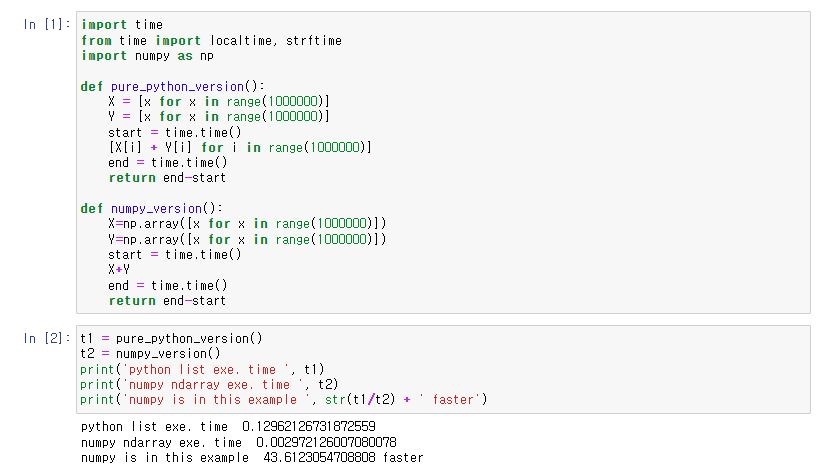 In [1]: import time
from time import localtime, strftime
import numpy as np
def pure_python_version():
    X = [x for x in range(1000000)]
    Y = [x for x in range(1000000)]
    start = time.time()
    [X[i] + Y[i] for i in range(1000000)]
    end = time.time()
    return end-start
def numpy_version():
    X=np.array([x for x in range(1000000)])
    Y=np.array([x for x in range(1000000)])
    start = time.time()
    X+Y
    end = time.time()
    return end-start
In [2]: t1 = pure_python_version()
t2 = numpy_version()
print('python list exe. time ', t1)
print('numpy ndarray exe. time ', t2)
print('numpy is in this example ', str(t1/t2) + ' faster')
python list exe. time  0.12962126731872559
numpy ndarray exe. time  0.002972126007080078
numpy is in this example  43.6123054708808 faster